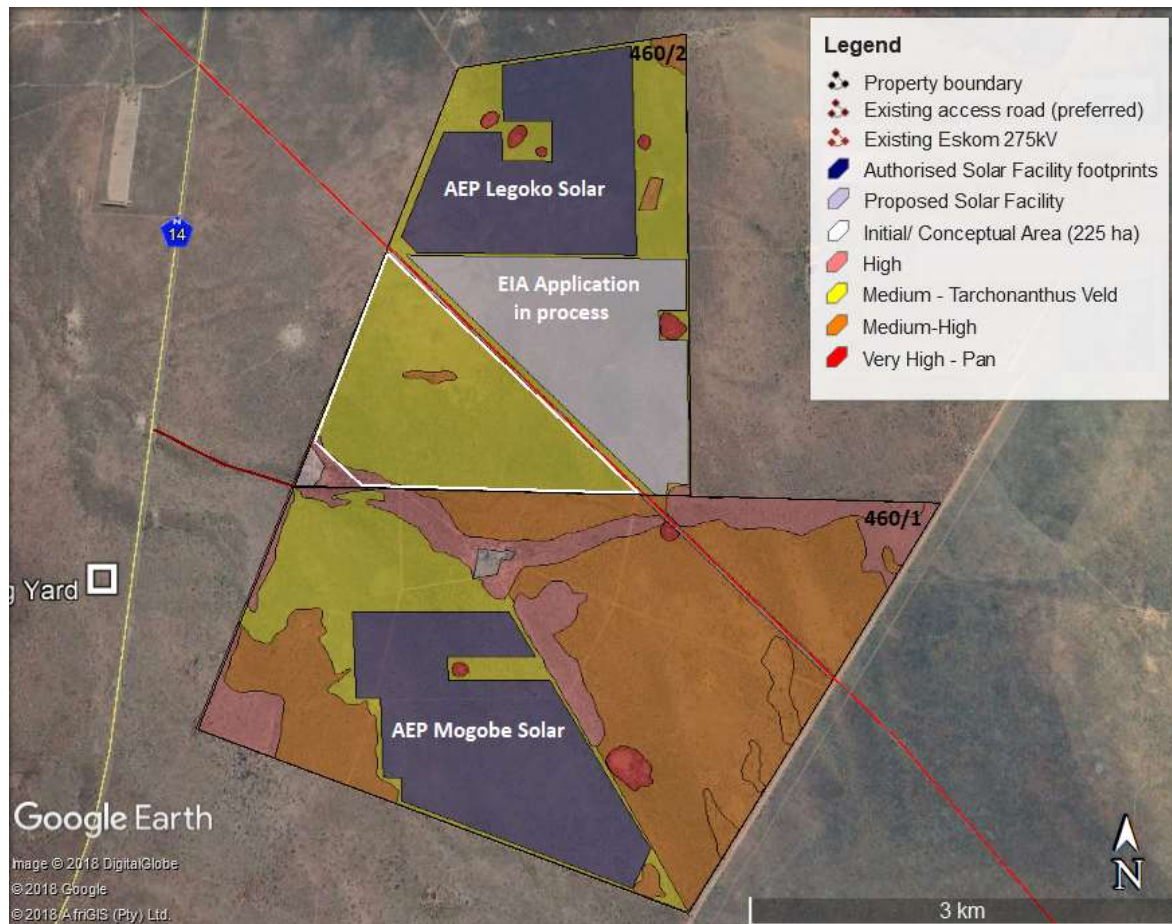 460/2
AEP Legoko Solar
N
14
EIA Application
in process
460/1
g Yard
AEP Mogobe Solar
Legend
Property boundary
Existing access road (preferred)
Existing Eskom 275kV
Authorised Solar Facility footprints
Proposed Solar Facility
Initial/ Conceptual Area (225 ha)
High
Medium - Tarchonanthus Veld
Medium-High
Very High - Pan
Google Earth
Image © 2018 DigitalGlobe
© 2018 Google
© 2018 AfriGIS (Pty) Ltd.
N
3 km